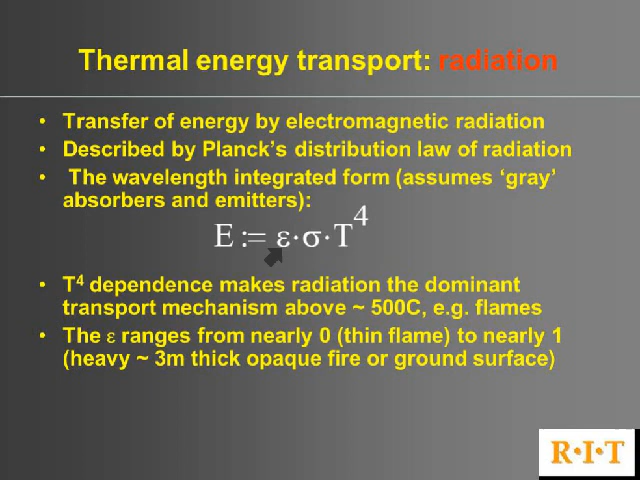 Thermal energy transport: radiation
• Transfer of energy by electromagnetic radiation
• Described by Planck's distribution law of radiation
• The wavelength integrated form (assumes 'gray'
absorbers and emitters):
E := ε·σ·T⁴
• T⁴ dependence makes radiation the dominant
transport mechanism above ~ 500C, e.g. flames
• The ε ranges from nearly 0 (thin flame) to nearly 1
(heavy ~ 3m thick opaque fire or ground surface)
R·I·T